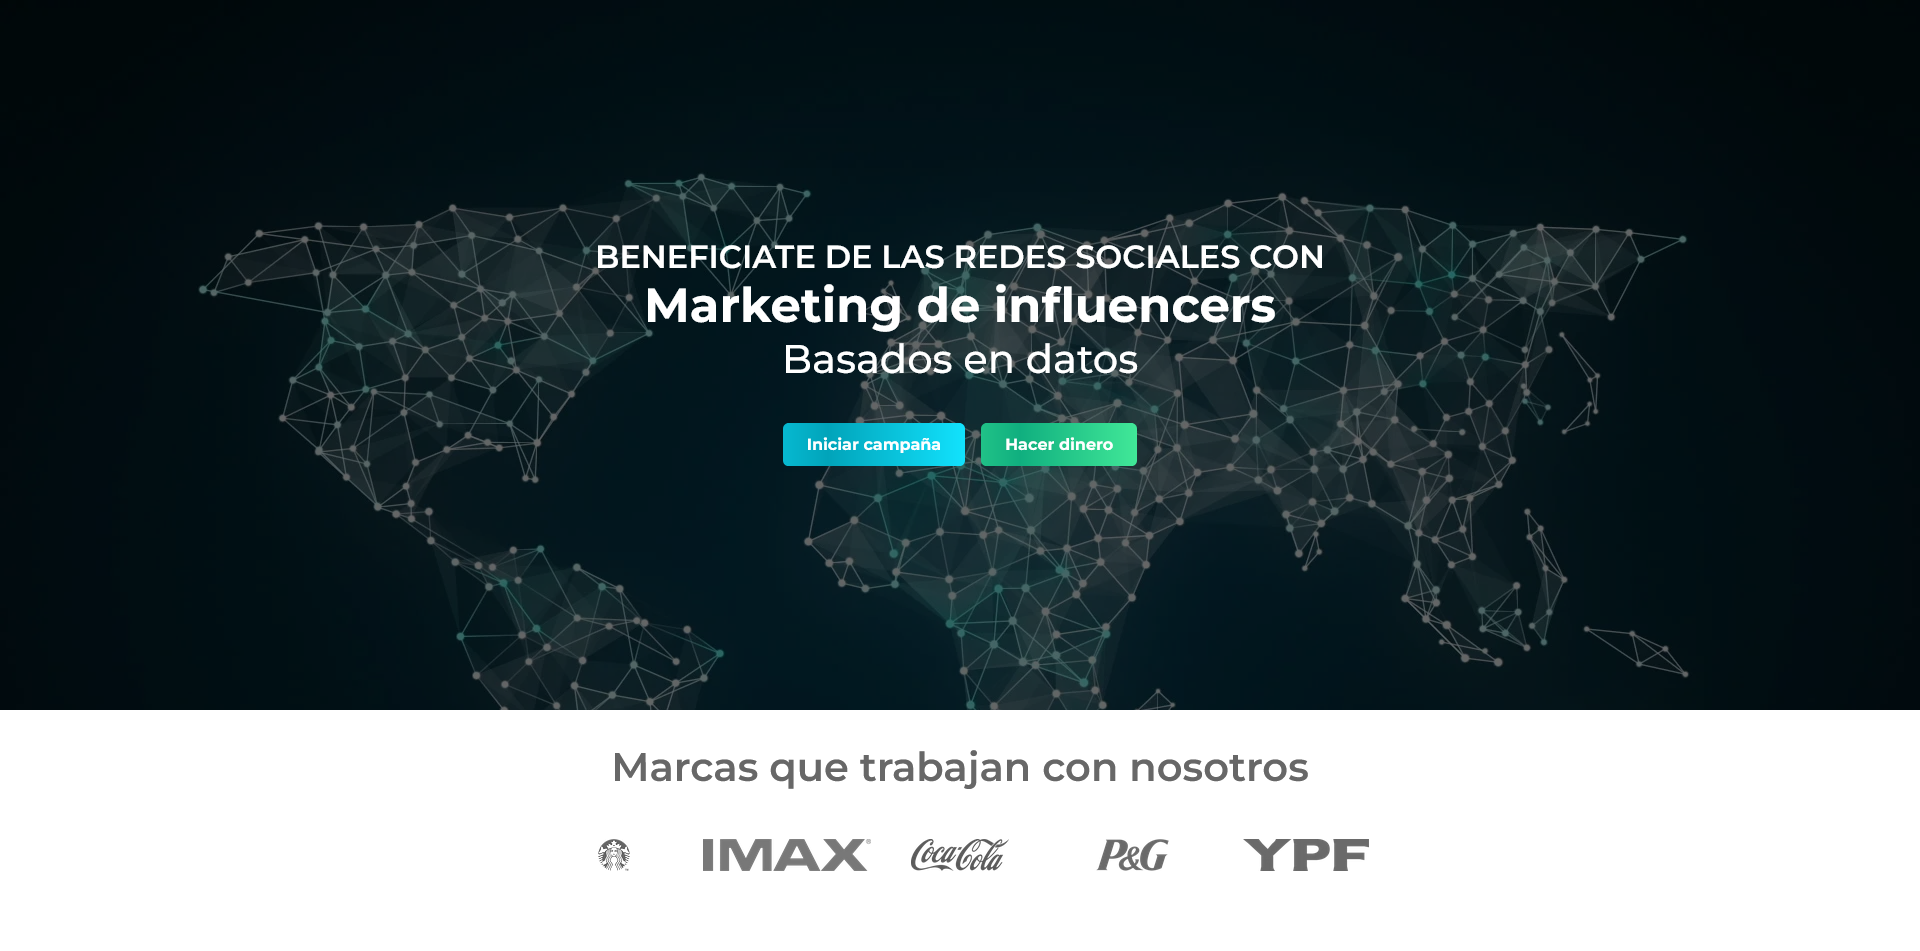 BENEFICIATE DE LAS REDES SOCIALES CON
Marketing de influencers
Basados en datos
Iniciar campaña
Hacer dinero
Marcas que trabajan con nosotros
IMAX®
Coca-Cola
P&G
YPF